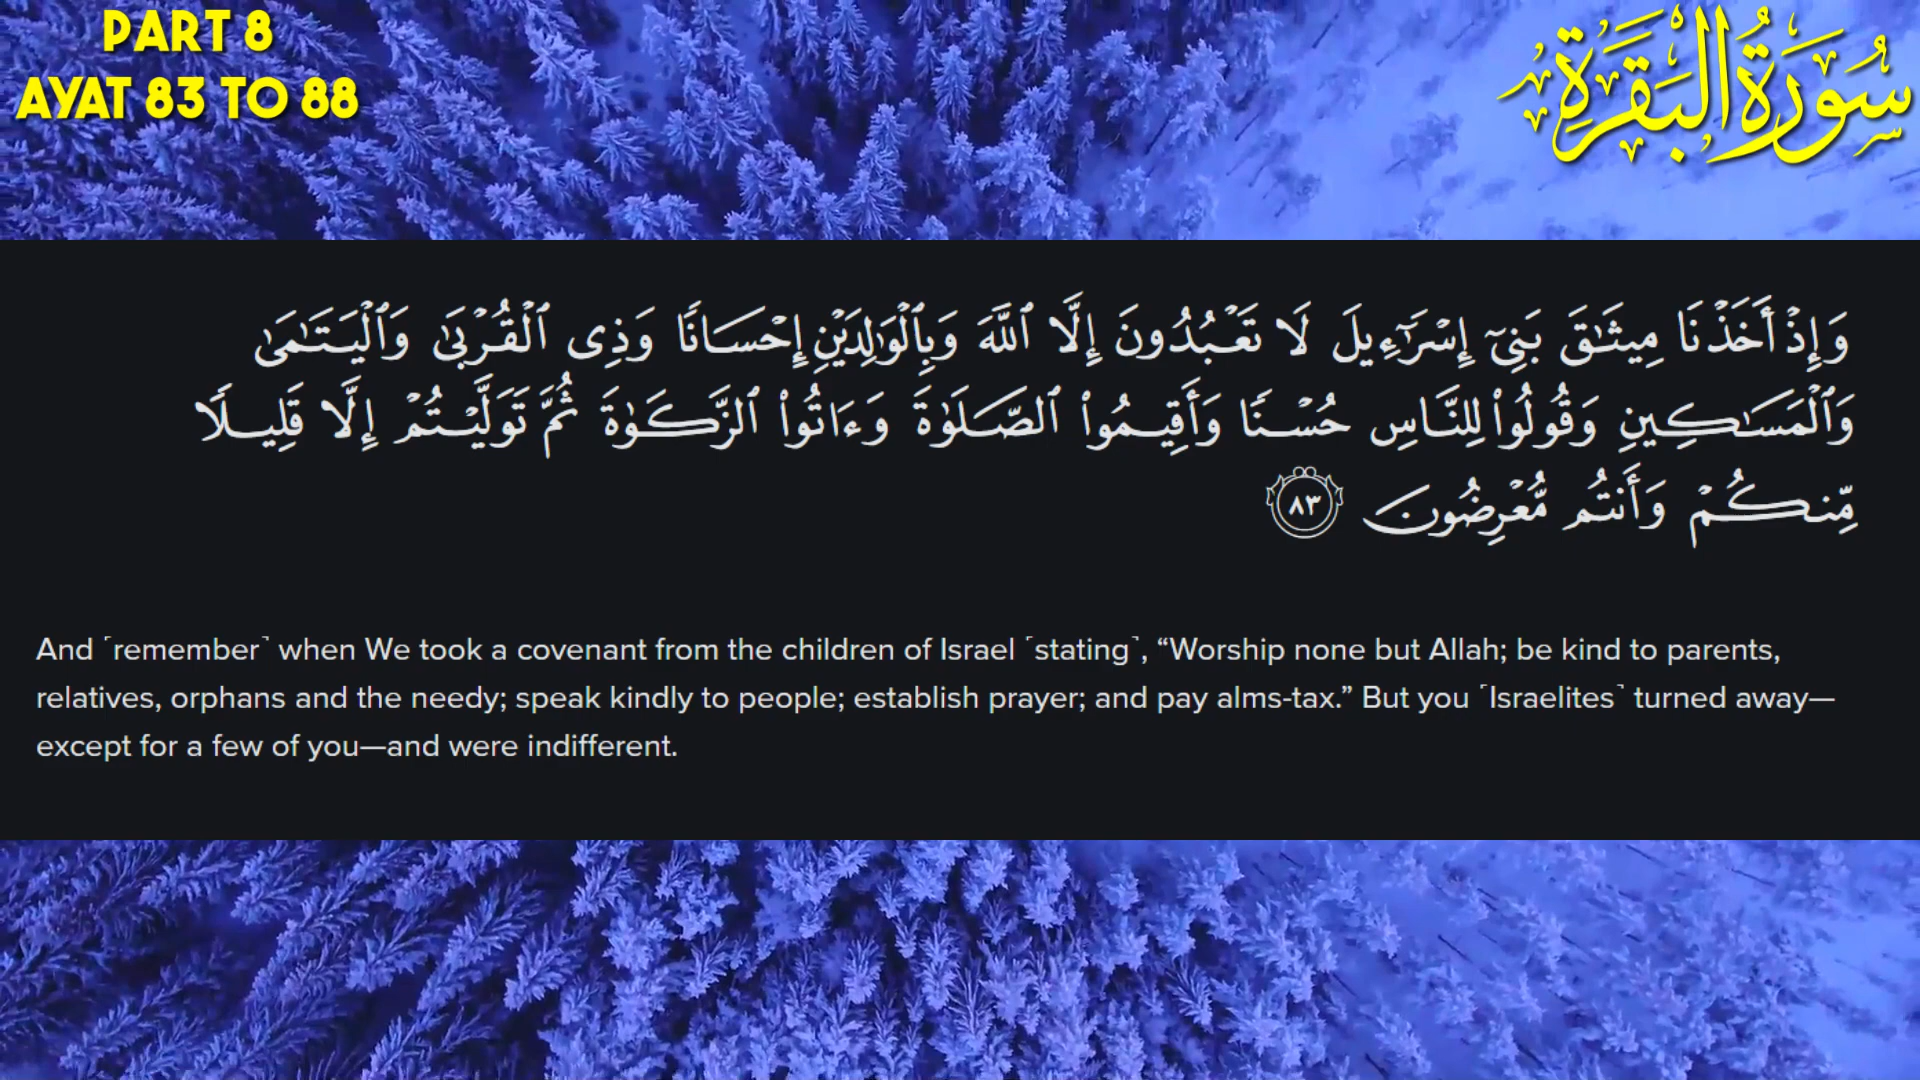 PART 8
AYAT 83 TO 88
سُورَةُ البَقَرَةِ
وَإِذْ أَخَذْنَا مِيثَـٰقَ بَنِىٓ إِسْرَٰٓءِيلَ لَا تَعْبُدُونَ إِلَّا ٱللَّهَ وَبِٱلْوَٰلِدَيْنِ إِحْسَانًا وَذِى ٱلْقُرْبَىٰ وَٱلْيَتَـٰمَىٰ
وَٱلْمَسَـٰكِينِ وَقُولُوا۟ لِلنَّاسِ حُسْنًا وَأَقِيمُوا۟ ٱلصَّلَوٰةَ وَءَاتُوا۟ ٱلزَّكَوٰةَ ثُمَّ تَوَلَّيْتُمْ إِلَّا قَلِيلًا
مِّنكُمْ وَأَنتُم مُّعْرِضُونَ ٨٣
And ˹remember˺ when We took a covenant from the children of Israel ˹stating˺, “Worship none but Allah; be kind to parents,
relatives, orphans and the needy; speak kindly to people; establish prayer; and pay alms-tax.” But you ˹Israelites˺ turned away—
except for a few of you—and were indifferent.